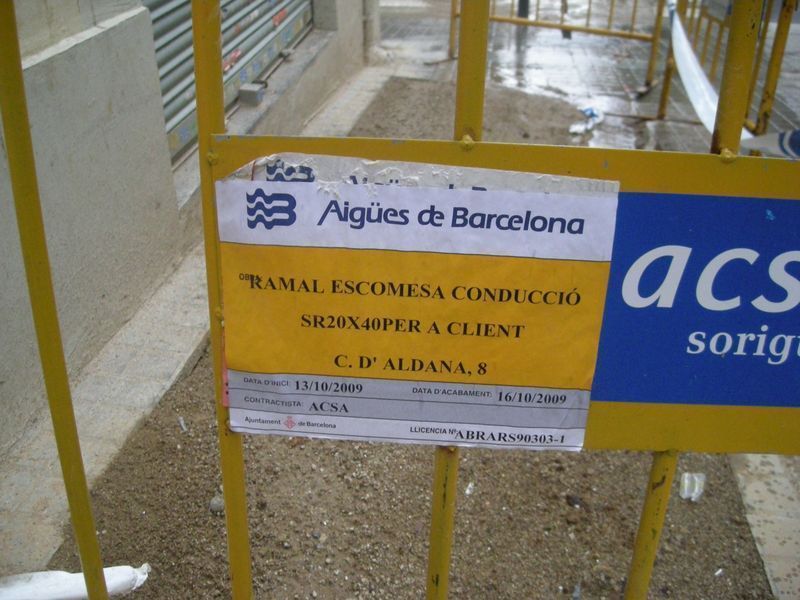 Aigües de Barcelona
OBRA: RAMAL ESCOMESA CONDUCCIÓ
SR20X40PER A CLIENT
C. D' ALDANA, 8
DATA D'INICI: 13/10/2009 DATA D'ACABAMENT: 16/10/2009
CONTRACTISTA: ACSA
Ajuntament de Barcelona LLICENCIA Nº ABRARS90303-1
acs
sorigu